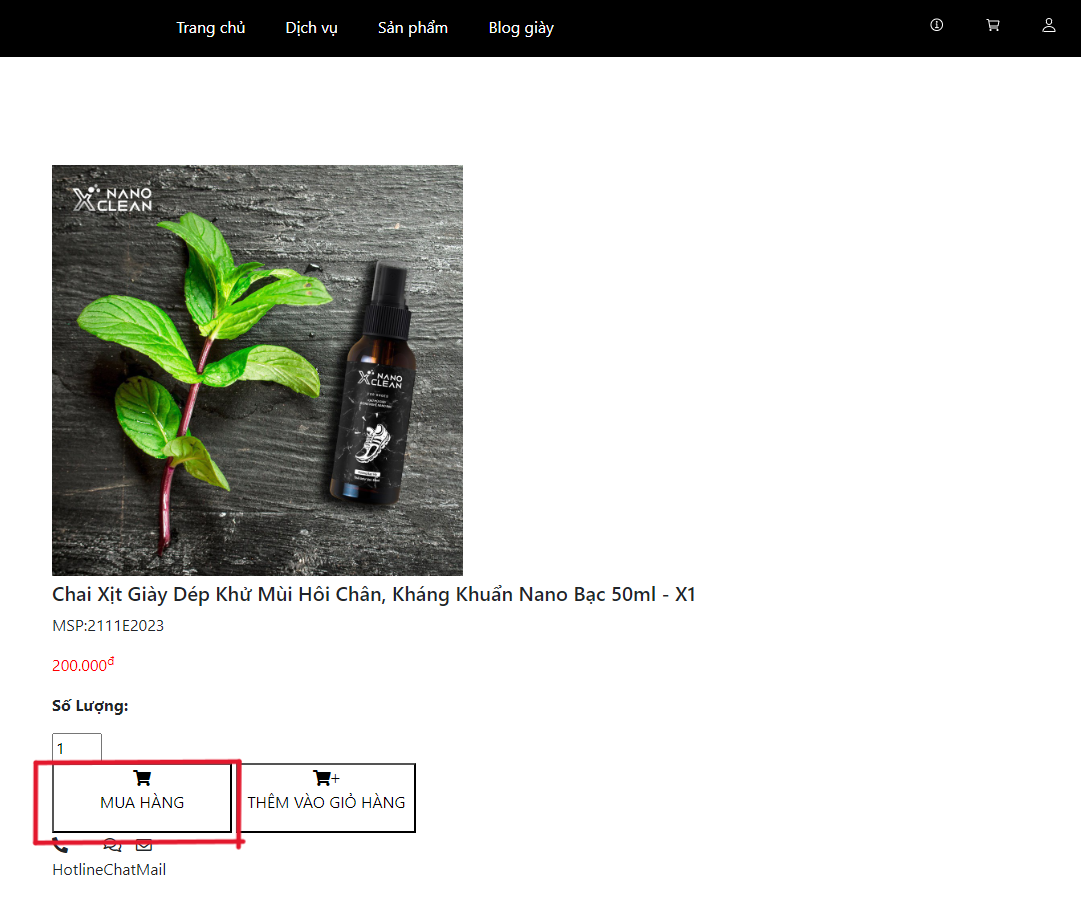 Trang chủ Dịch vụ Sản phẩm Blog giày
NANO
CLEAN
NANO
CLEAN
Chai Xịt Giày Dép Khử Mùi Hôi Chân, Kháng Khuẩn Nano Bạc 50ml - X1
MSP:2111E2023
200.000đ
Số Lượng:
1
+
MUA HÀNG THÊM VÀO GIỎ HÀNG
HotlineChatMail